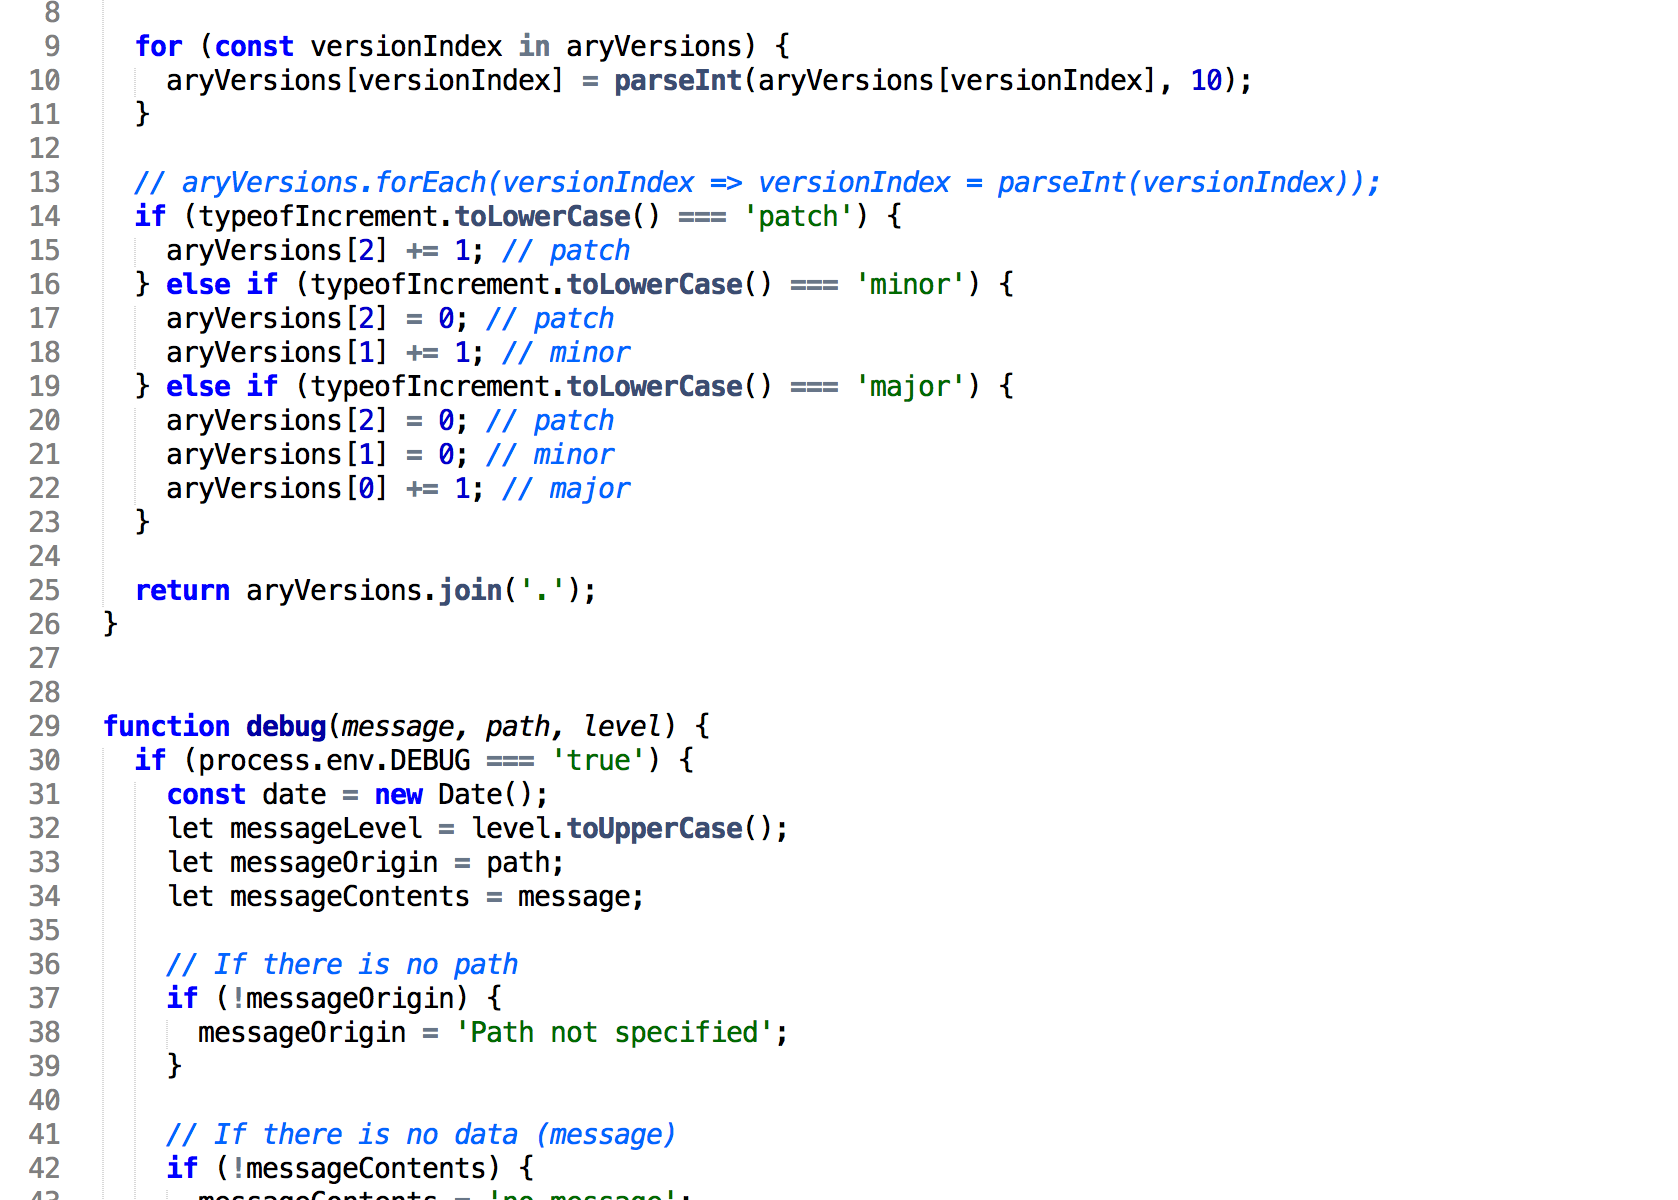 8
9 for (const versionIndex in aryVersions) {
10 aryVersions[versionIndex] = parseInt(aryVersions[versionIndex], 10);
11 }
12
13 // aryVersions.forEach(versionIndex => versionIndex = parseInt(versionIndex));
14 if (typeofIncrement.toLowerCase() === 'patch') {
15 aryVersions[2] += 1; // patch
16 } else if (typeofIncrement.toLowerCase() === 'minor') {
17 aryVersions[2] = 0; // patch
18 aryVersions[1] += 1; // minor
19 } else if (typeofIncrement.toLowerCase() === 'major') {
20 aryVersions[2] = 0; // patch
21 aryVersions[1] = 0; // minor
22 aryVersions[0] += 1; // major
23 }
24
25 return aryVersions.join('.');
26 }
27
28
29 function debug(message, path, level) {
30 if (process.env.DEBUG === 'true') {
31 const date = new Date();
32 let messageLevel = level.toUpperCase();
33 let messageOrigin = path;
34 let messageContents = message;
35
36 // If there is no path
37 if (!messageOrigin) {
38 messageOrigin = 'Path not specified';
39 }
40
41 // If there is no data (message)
42 if (!messageContents) {
43 messageContents = 'no message';